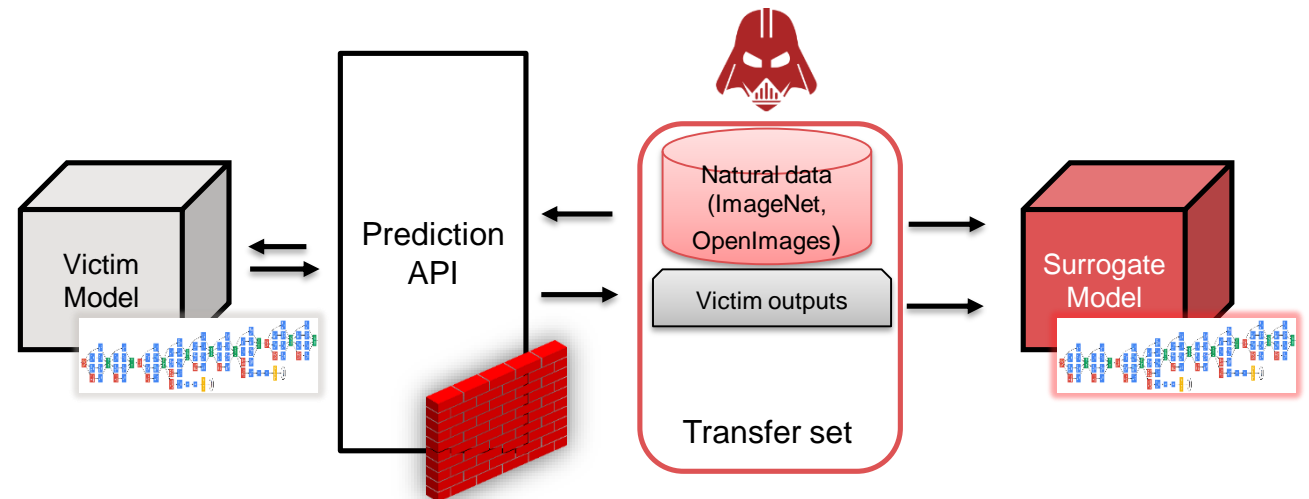 Victim
Model
Prediction
API
Natural data
(ImageNet,
OpenImages)
Victim outputs
Transfer set
Surrogate
Model